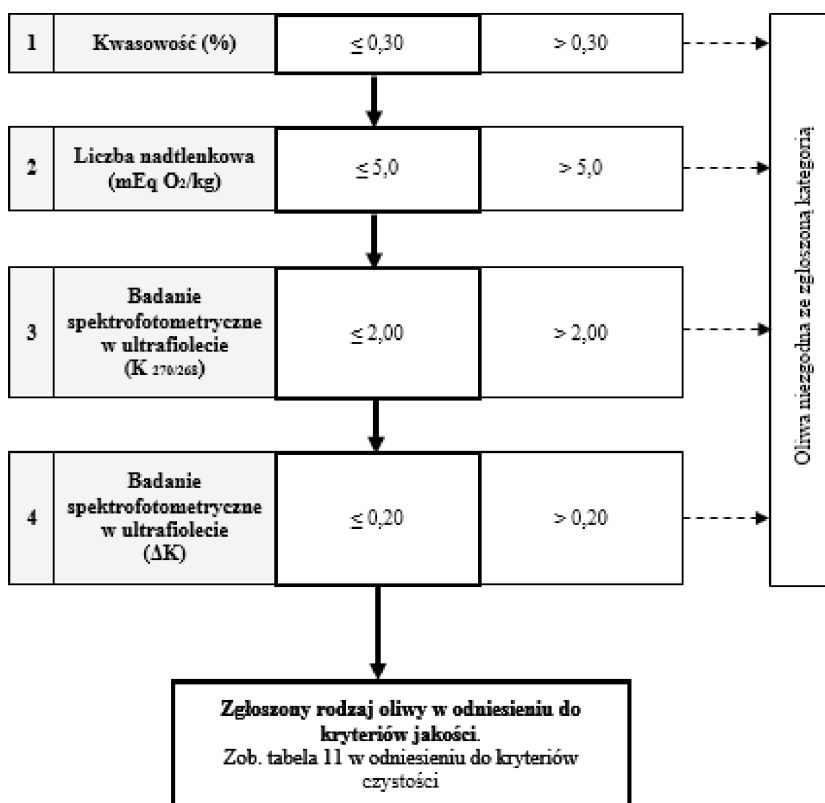 1 Kwasowość (%) ≤ 0,30 > 0,30
2 Liczba nadtlenkowa
(mEq O₂/kg) ≤ 5,0 > 5,0
3 Badanie
spektrofotometryczne
w ultrafiolecie
(K 270/268) ≤ 2,00 > 2,00
4 Badanie
spektrofotometryczne
w ultrafiolecie
(ΔK) ≤ 0,20 > 0,20
Oliwa niezgodna ze zgłoszoną kategorią
Zgłoszony rodzaj oliwy w odniesieniu do
kryteriów jakości.
Zob. tabela 11 w odniesieniu do kryteriów
czystości